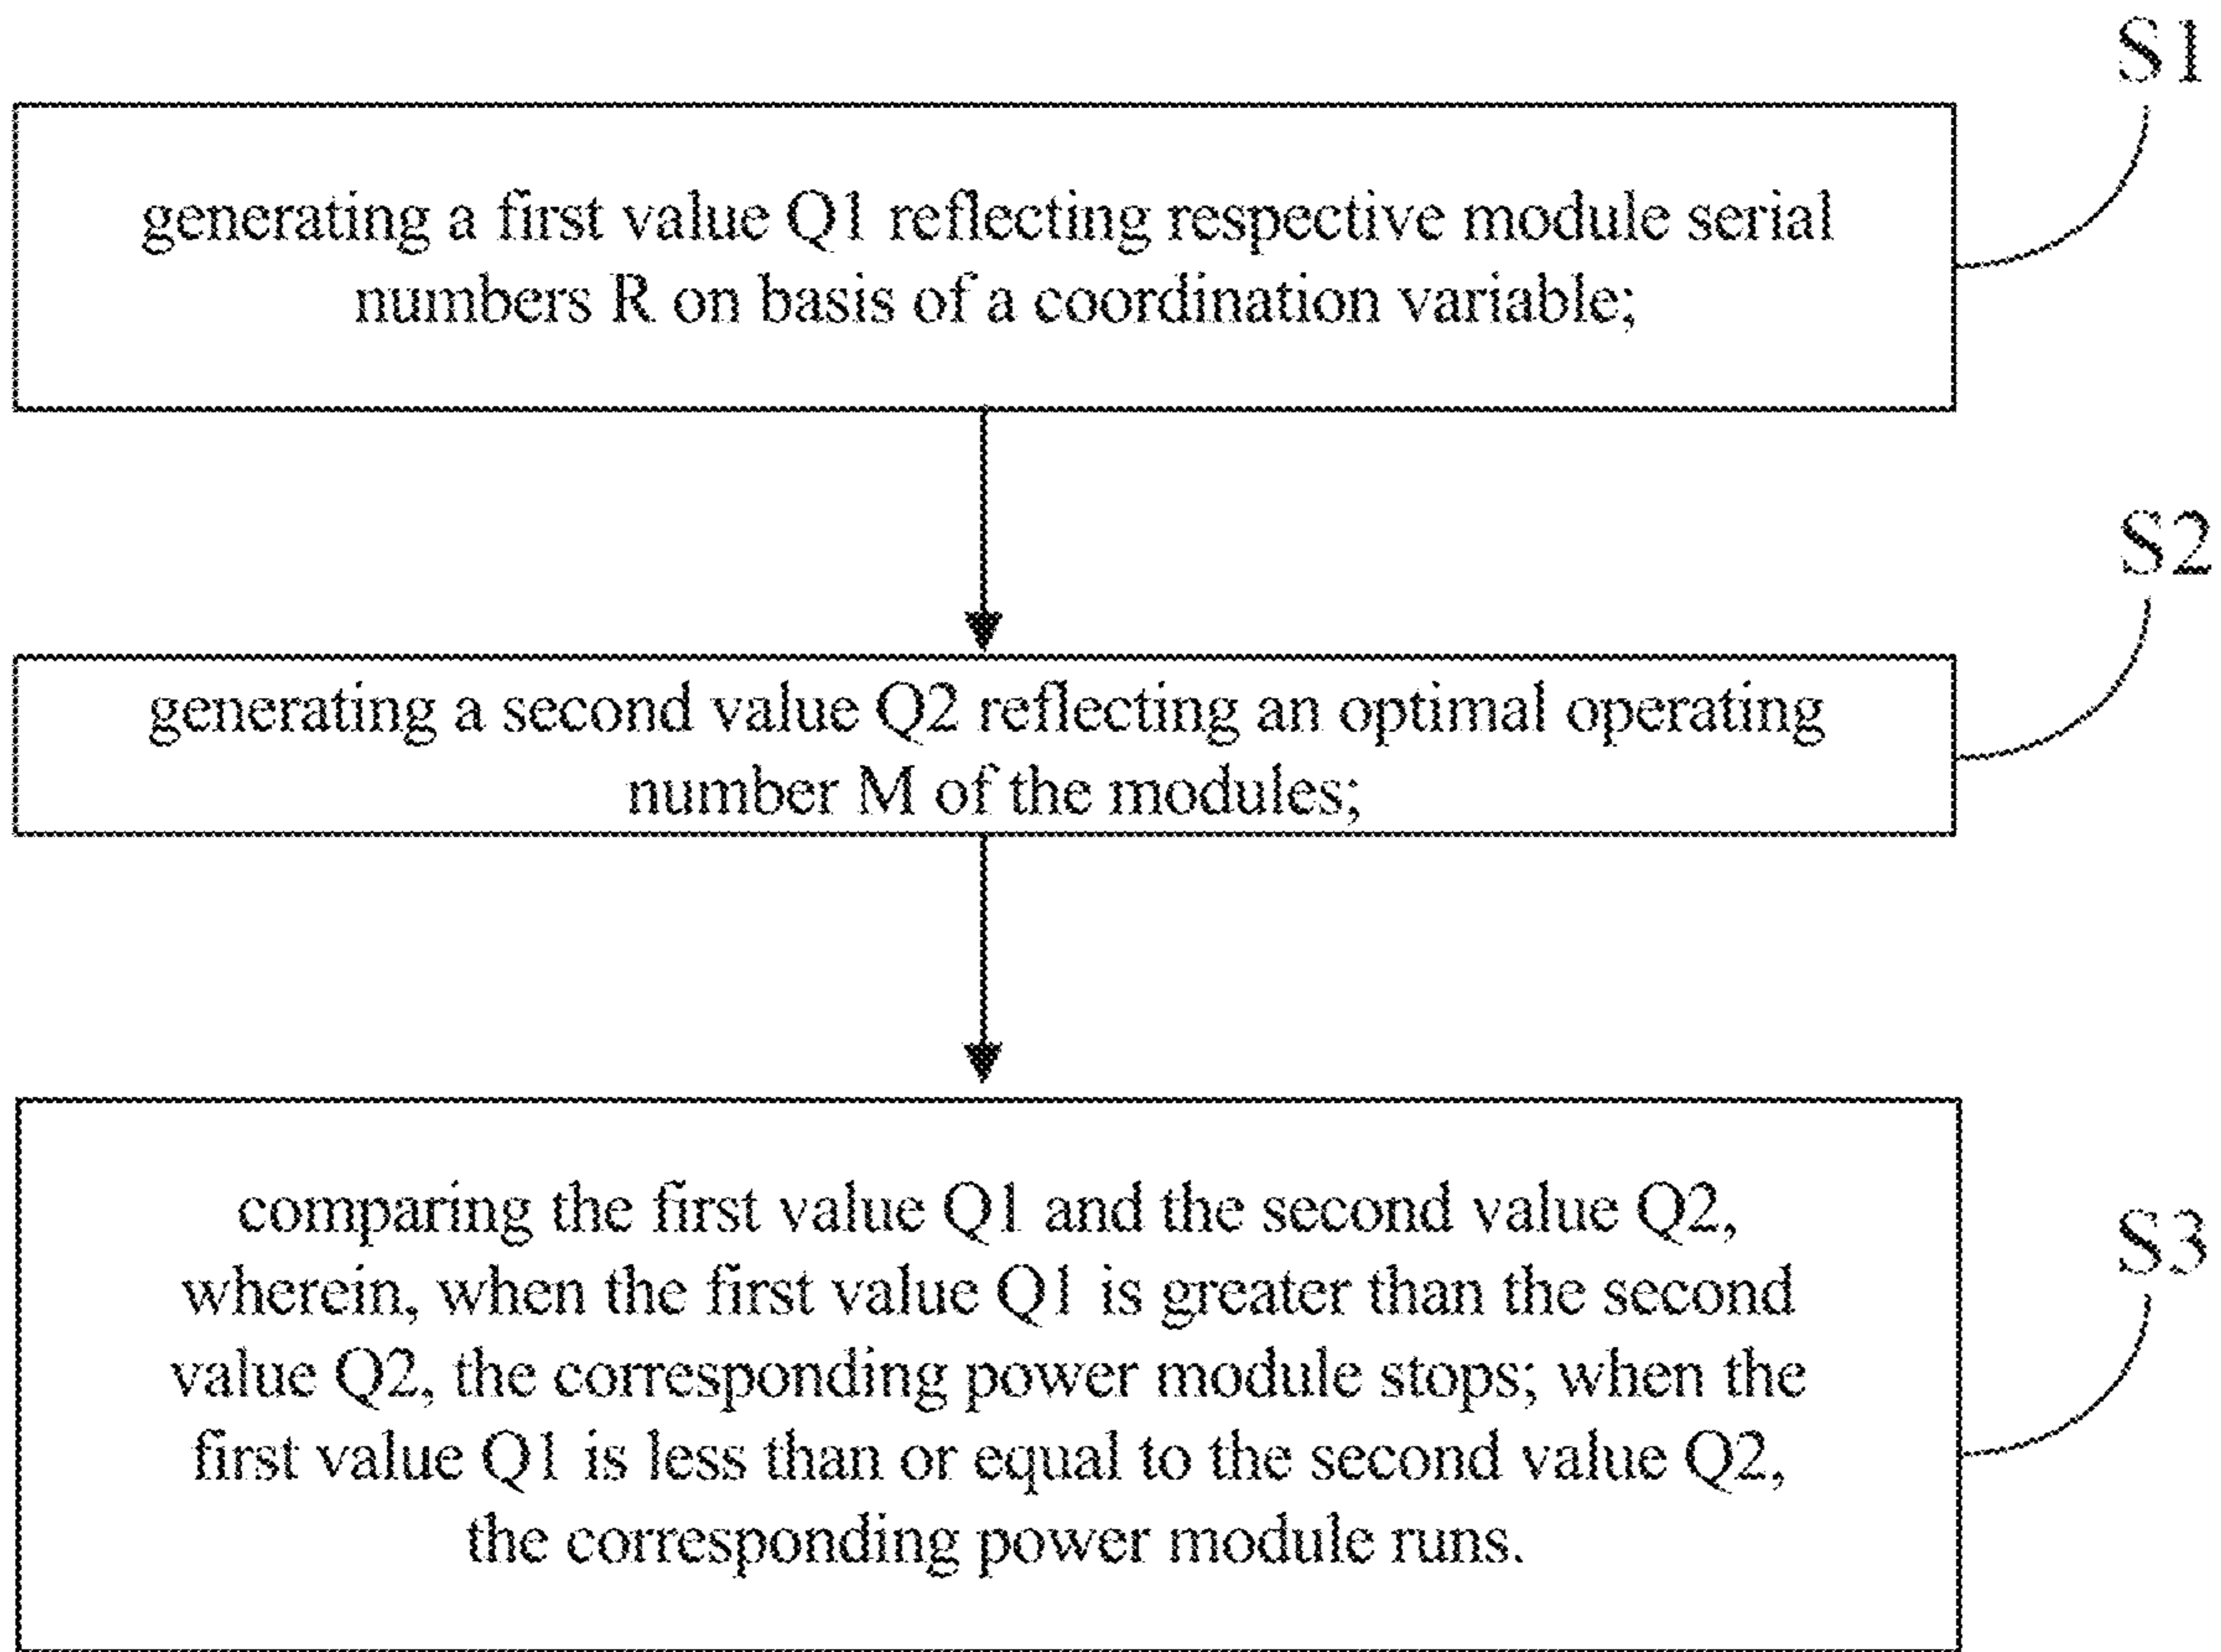 S1
generating a first value Q1 reflecting respective module serial
numbers R on basis of a coordination variable;
S2
generating a second value Q2 reflecting an optimal operating
number M of the modules;
S3
comparing the first value Q1 and the second value Q2,
wherein, when the first value Q1 is greater than the second
value Q2, the corresponding power module stops; when the
first value Q1 is less than or equal to the second value Q2,
the corresponding power module runs.